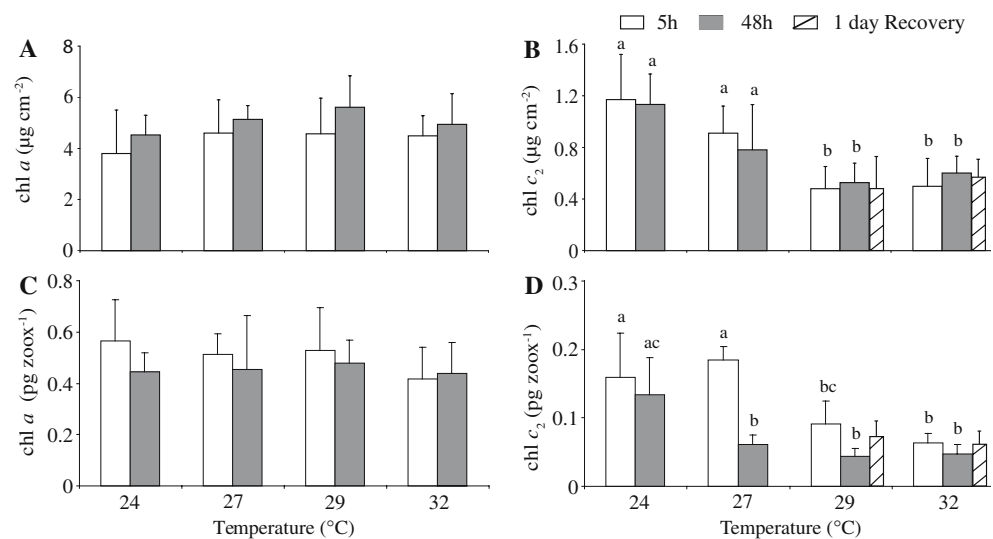 5h 48h 1 day Recovery
A
chl a (µg cm⁻²)
8
6
4
2
0
B
chl c₂ (µg cm⁻²)
1.6
1.2
0.8
0.4
0
a a a a b b b b
C
chl a (pg zoox⁻¹)
0.8
0.6
0.4
0.2
0
24 27 29 32
Temperature (°C)
D
chl c₂ (pg zoox⁻¹)
0.3
0.2
0.1
0
a ac a b bc b b b
24 27 29 32
Temperature (°C)